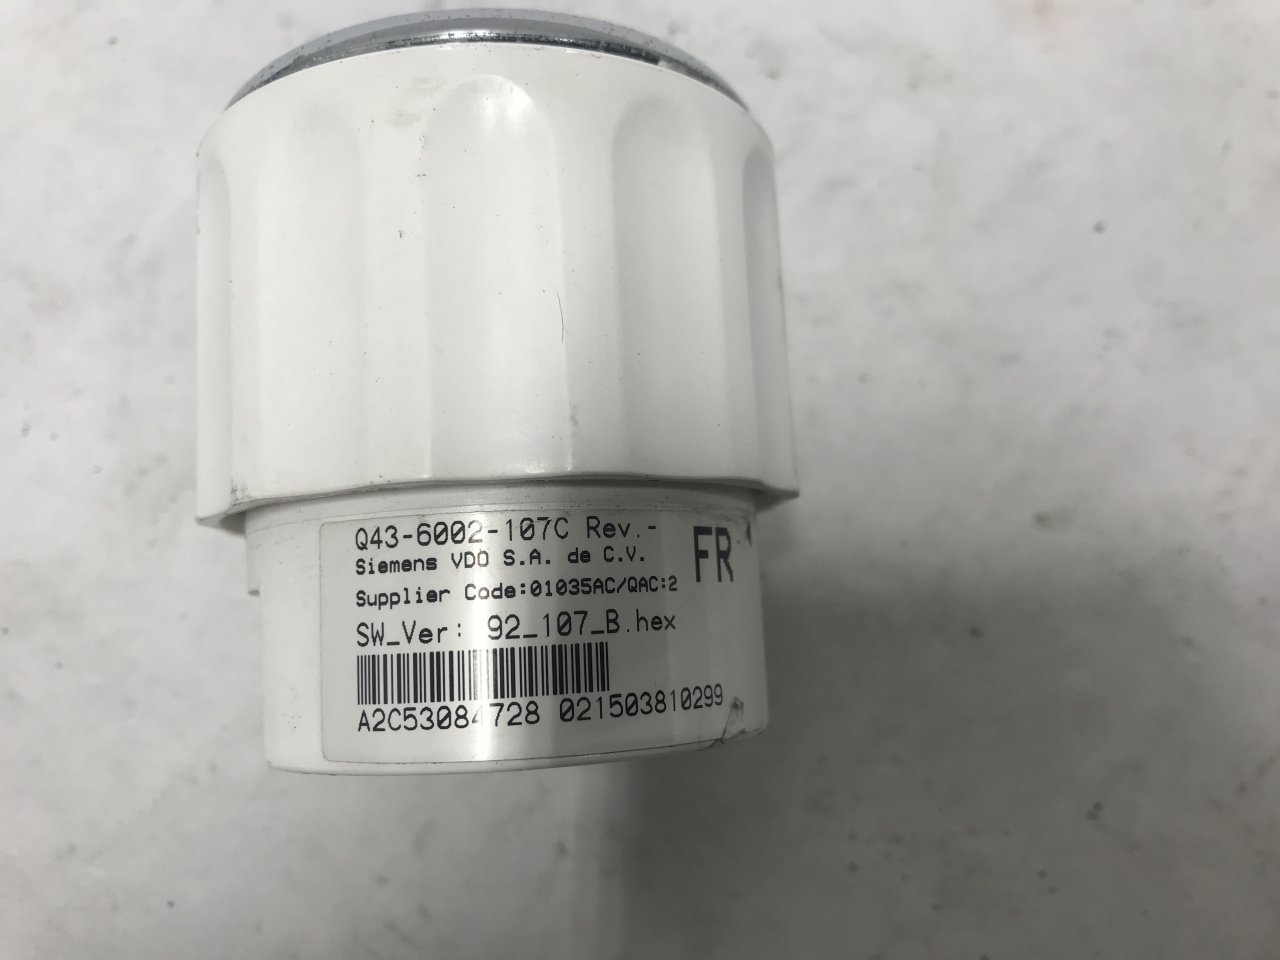 Q43-6002-107C Rev.-
Siemens VDO S.A. de C.V.
FR
Supplier Code:01035AC/QAC:2
SW_Ver: 92_107_B.hex
A2C53084728 021503810299